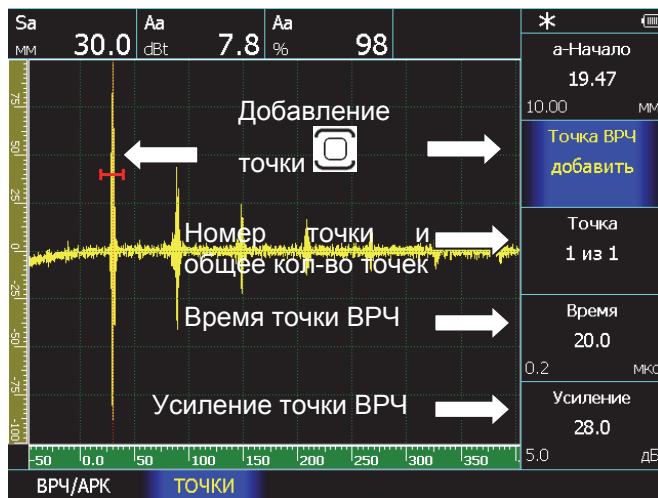 Sa Aa Aa
мм 30.0 dBt 7.8 % 98
а-Начало
19.47
10.00 мм
Точка ВРЧ
добавить
Точка
1 из 1
Время
20.0
0.2 мкс
Усиление
28.0
5.0 дБ
Добавление
точки
Номер точки и
общее кол-во точек
Время точки ВРЧ
Усиление точки ВРЧ
75
50
25
0
-25
-50
-75
-100
-50 0.0 50 100 150 200 250 300 350
ВРЧ/АРК ТОЧКИ